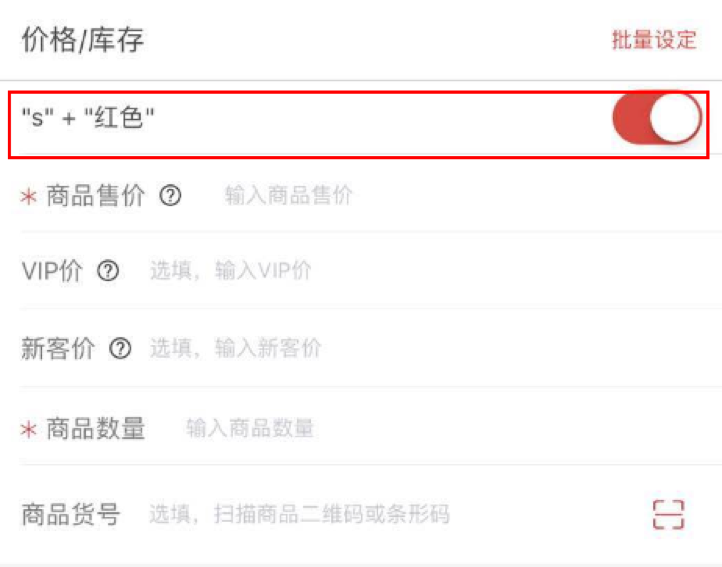 价格/库存 批量设定
"s" + "红色"
* 商品售价 ? 输入商品售价
VIP价 ? 选填，输入VIP价
新客价 ? 选填，输入新客价
* 商品数量 输入商品数量
商品货号 选填，扫描商品二维码或条形码